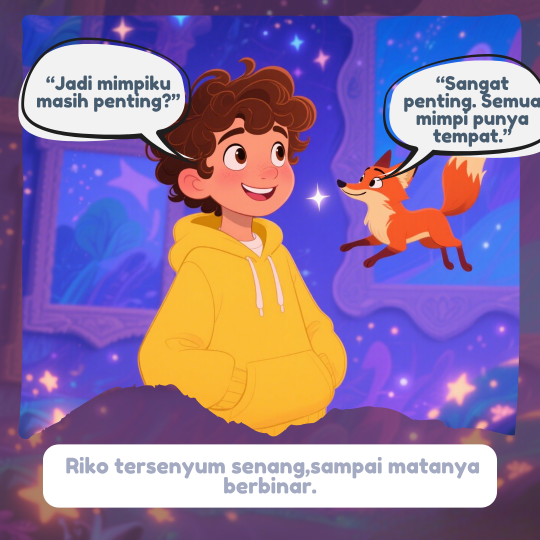 “Jadi mimpiku
masih penting?”
“Sangat
penting. Semua
mimpi punya
tempat.”
Riko tersenyum senang,sampai matanya
berbinar.